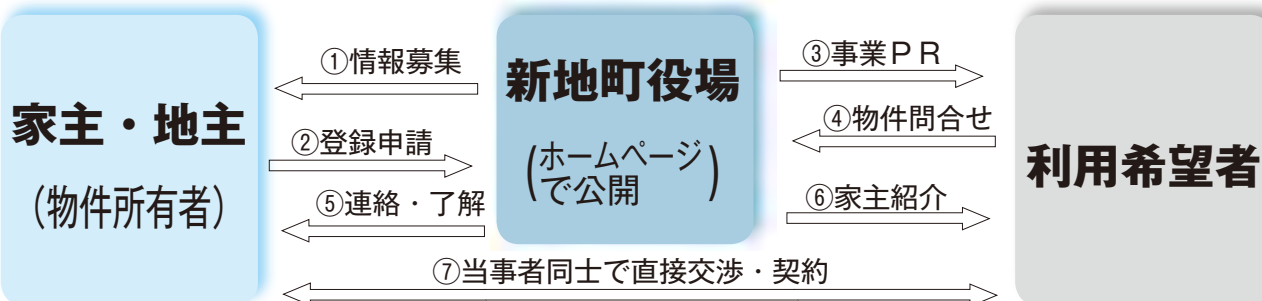 家主・地主
(物件所有者)
①情報募集
②登録申請
⑤連絡・了解
新地町役場
(ホームページ
で公開)
③事業PR
④物件問合せ
⑥家主紹介
利用希望者
⑦当事者同士で直接交渉・契約